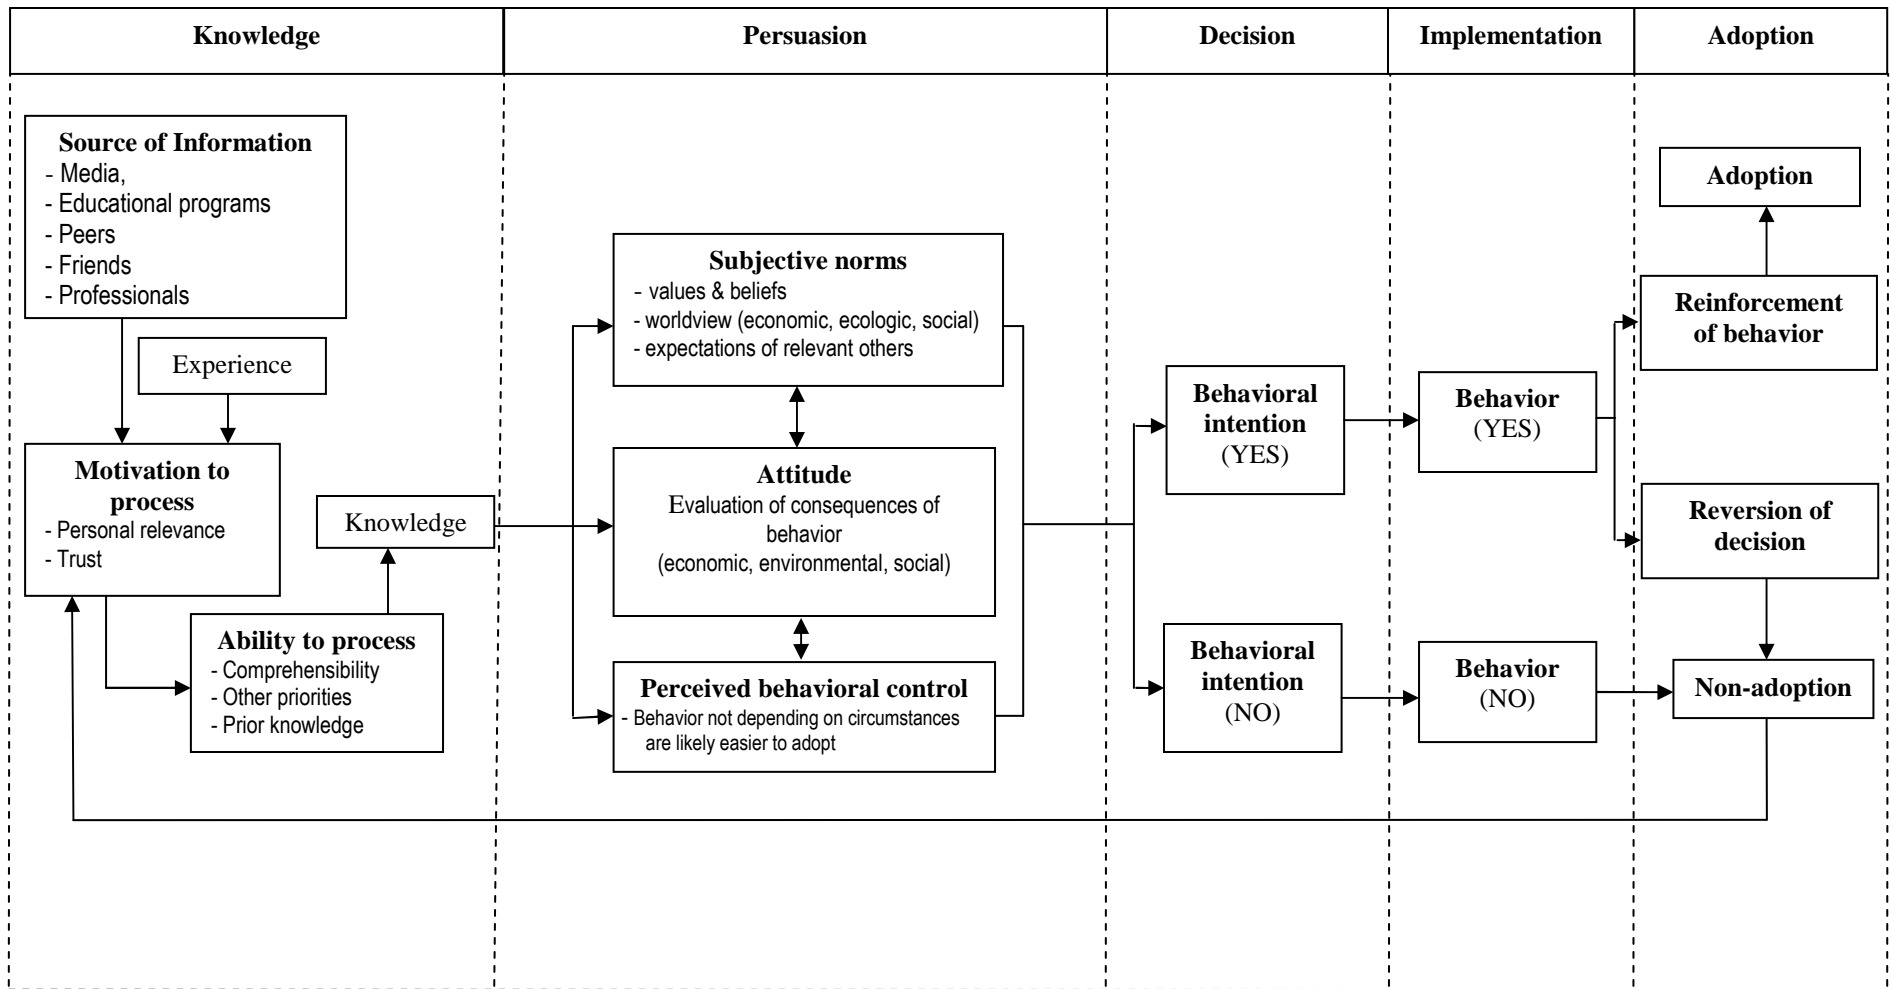 Knowledge
Persuasion
Decision
Implementation
Adoption
Source of Information
- Media,
- Educational programs
- Peers
- Friends
- Professionals
Experience
Motivation to
process
- Personal relevance
- Trust
Knowledge
Ability to process
- Comprehensibility
- Other priorities
- Prior knowledge
Subjective norms
- values & beliefs
- worldview (economic, ecologic, social)
- expectations of relevant others
Attitude
Evaluation of consequences of
behavior
(economic, environmental, social)
Perceived behavioral control
- Behavior not depending on circumstances
are likely easier to adopt
Behavioral
intention
(YES)
Behavioral
intention
(NO)
Behavior
(YES)
Behavior
(NO)
Adoption
Reinforcement
of behavior
Reversion of
decision
Non-adoption